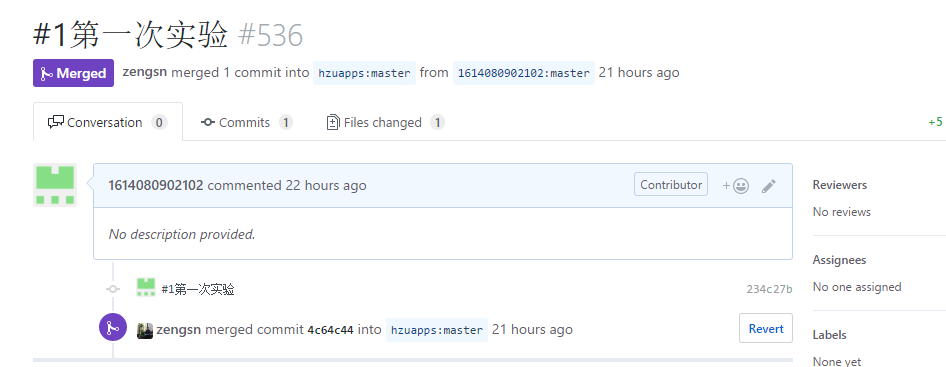 #1第一次实验 #536
Merged zengsn merged 1 commit into hzuapps:master from 1614080902102:master 21 hours ago
Conversation 0 Commits 1 Files changed 1 +5
1614080902102 commented 22 hours ago Contributor +
No description provided.
#1第一次实验 234c27b
zengsn merged commit 4c64c44 into hzuapps:master 21 hours ago Revert
Reviewers
No reviews
Assignees
No one assigned
Labels
None yet